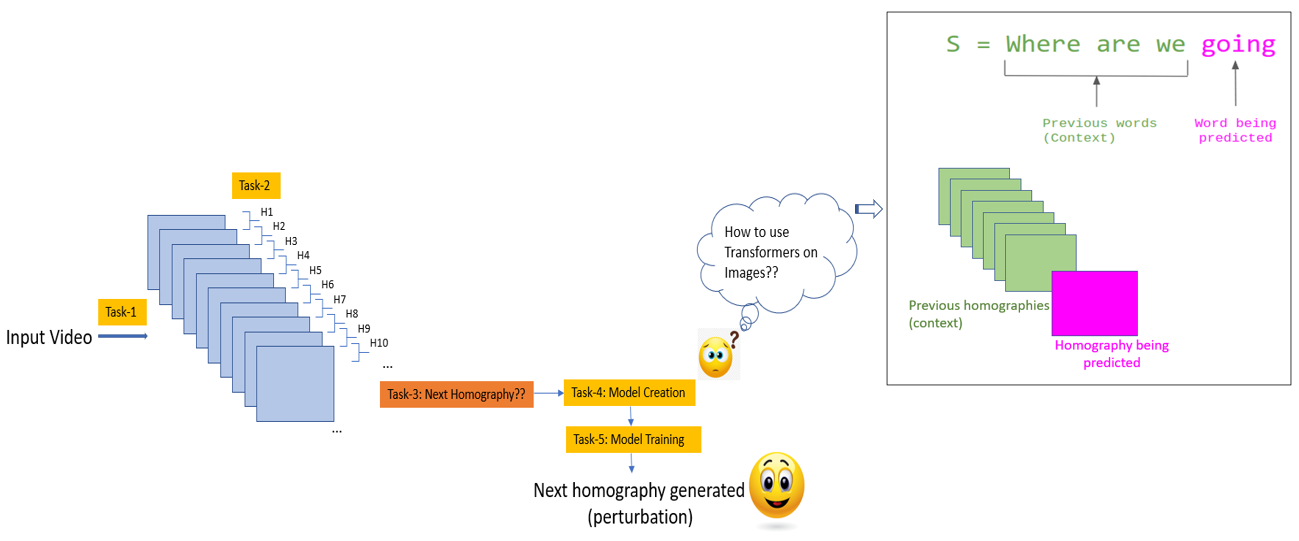 Input Video
Task-1
Task-2
H1
H2
H3
H4
H5
H6
H7
H8
H9
H10
...
...
Task-3: Next Homography??
Task-4: Model Creation
Task-5: Model Training
Next homography generated
(perturbation)
?
How to use
Transformers on
Images??
S = Where are we going
Previous words
(Context)
Word being
predicted
Previous homographies
(context)
Homography being
predicted